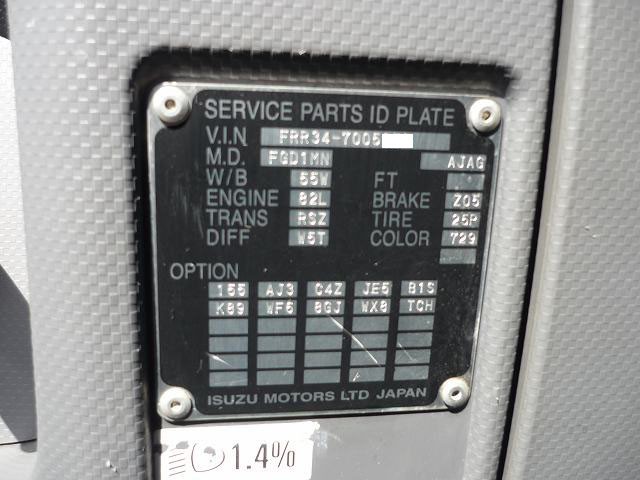 SERVICE PARTS ID PLATE
V.I.N FRR34-7005
M.D. FGD1MN AJAG
W/B 55W FT
ENGINE 82L BRAKE Z05
TRANS RSZ TIRE 25P
DIFF W5T COLOR 729
OPTION
155 AJ3 C4Z JE5 B1S
K89 WF6 8GJ WX8 TCH
ISUZU MOTORS LTD JAPAN
1.4%